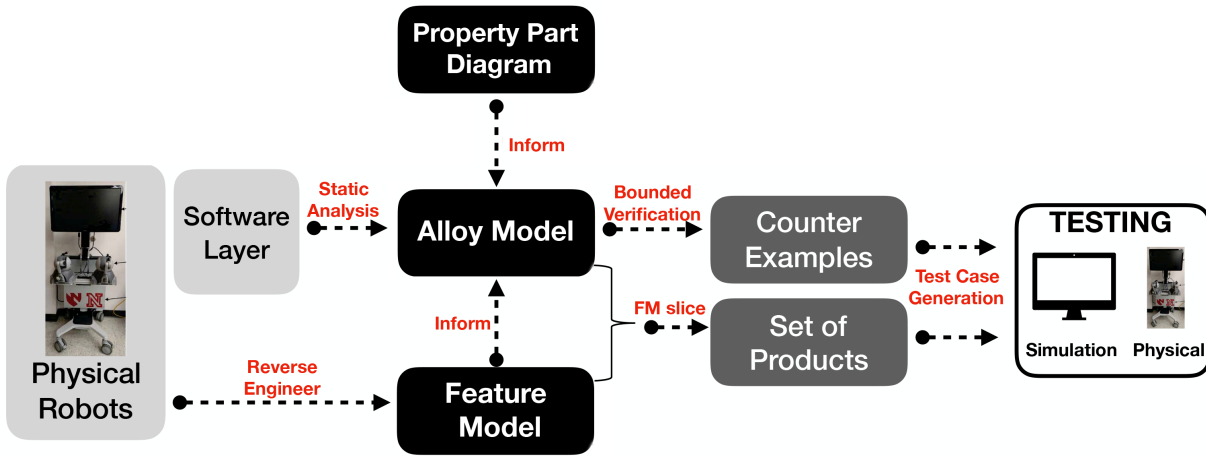 Property Part
Diagram
Inform
Physical
Robots
Software
Layer
Static
Analysis
Alloy Model
Bounded
Verification
Counter
Examples
Test Case
Generation
TESTING
Simulation
Physical
Inform
FM slice
Set of
Products
Reverse
Engineer
Feature
Model
N